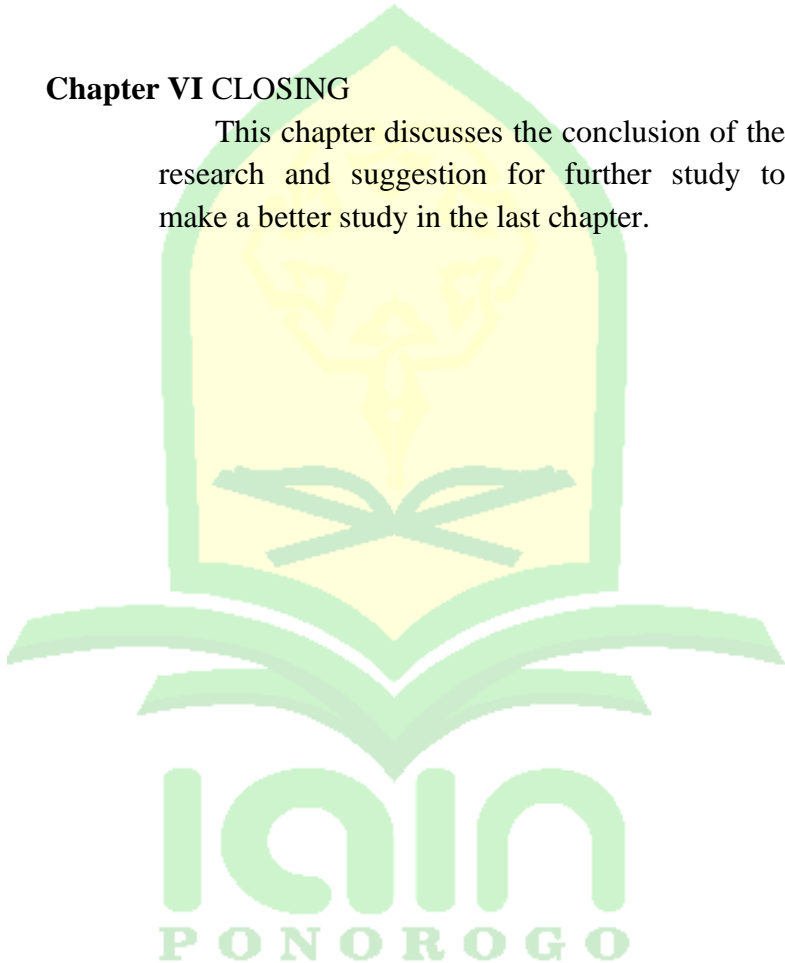 Chapter VI CLOSING
This chapter discusses the conclusion of the
research and suggestion for further study to
make a better study in the last chapter.
iain
PONOROGO